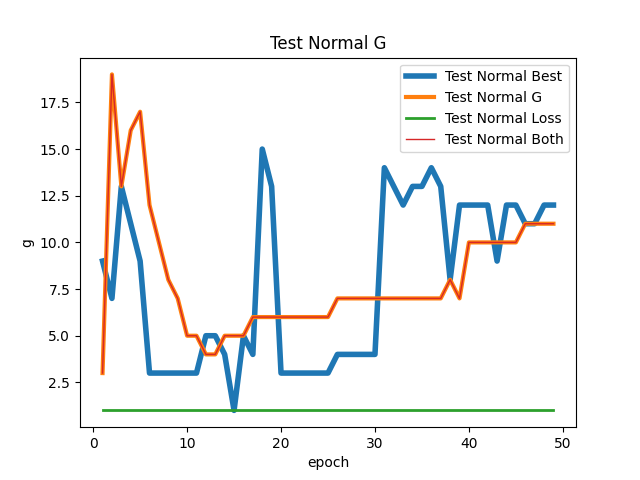 Test Normal G
Test Normal Best
Test Normal G
Test Normal Loss
Test Normal Both
g
17.5
15.0
12.5
10.0
7.5
5.0
2.5
0 10 20 30 40 50
epoch